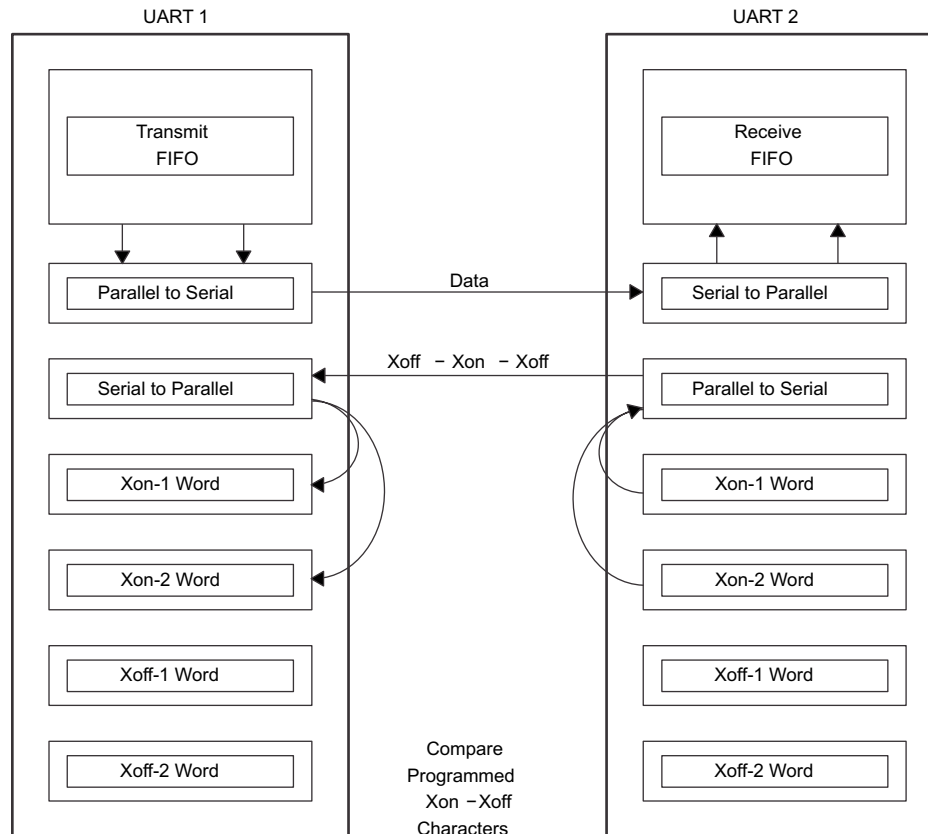 UART 1
UART 2
Transmit
FIFO
Receive
FIFO
Parallel to Serial
Data
Serial to Parallel
Xoff – Xon – Xoff
Serial to Parallel
Parallel to Serial
Xon-1 Word
Xon-1 Word
Xon-2 Word
Xon-2 Word
Xoff-1 Word
Xoff-1 Word
Xoff-2 Word
Xoff-2 Word
Compare
Programmed
Xon –Xoff
Characters